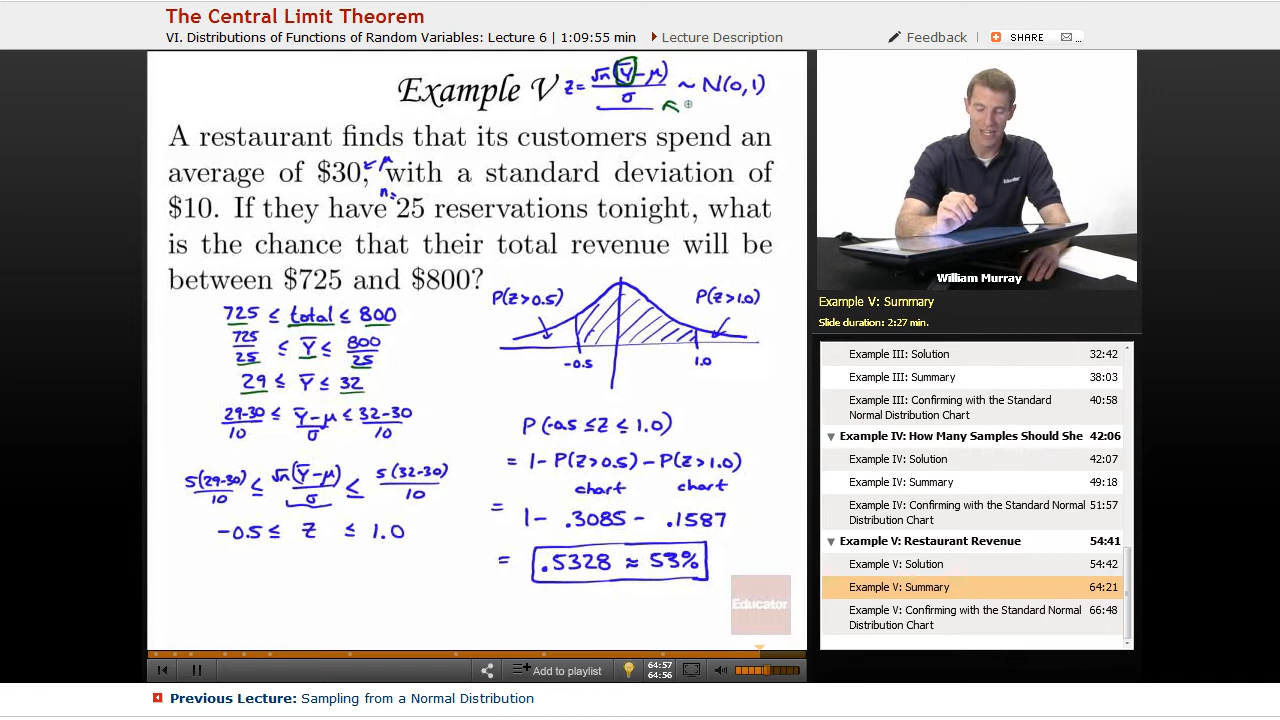 The Central Limit Theorem
VI. Distributions of Functions of Random Variables: Lecture 6 | 1:09:55 min
Lecture Description
Feedback
SHARE
Example V
z = √n(Y̅-μ)/σ ~ N(0,1)
A restaurant finds that its customers spend an
average of $30, ← μ with a standard deviation of
$10. If they have n= 25 reservations tonight, what
is the chance that their total revenue will be
between $725 and $800?
725 ≤ total ≤ 800
725/25 ≤ Y̅ ≤ 800/25
29 ≤ Y̅ ≤ 32
29-30/10 ≤ Y̅-μ/σ ≤ 32-30/10
5(29-30)/10 ≤ √n(Y̅-μ)/σ ≤ 5(32-30)/10
-0.5 ≤ Z ≤ 1.0
P(Z>0.5)
P(Z>1.0)
-0.5
1.0
P(-0.5 ≤ Z ≤ 1.0)
= 1- P(Z>0.5) - P(Z>1.0)
chart chart
= 1- .3085 - .1587
= .5328 ≈ 53%
Educator
Add to playlist
64:57
64:56
Educator
William Murray
Example V: Summary
Slide duration: 2:27 min.
Example III: Solution 32:42
Example III: Summary 38:03
Example III: Confirming with the Standard 40:58
Normal Distribution Chart
Example IV: How Many Samples Should She 42:06
Example IV: Solution 42:07
Example IV: Summary 49:18
Example IV: Confirming with the Standard Normal 51:57
Distribution Chart
Example V: Restaurant Revenue 54:41
Example V: Solution 54:42
Example V: Summary 64:21
Example V: Confirming with the Standard Normal 66:48
Distribution Chart
Previous Lecture: Sampling from a Normal Distribution